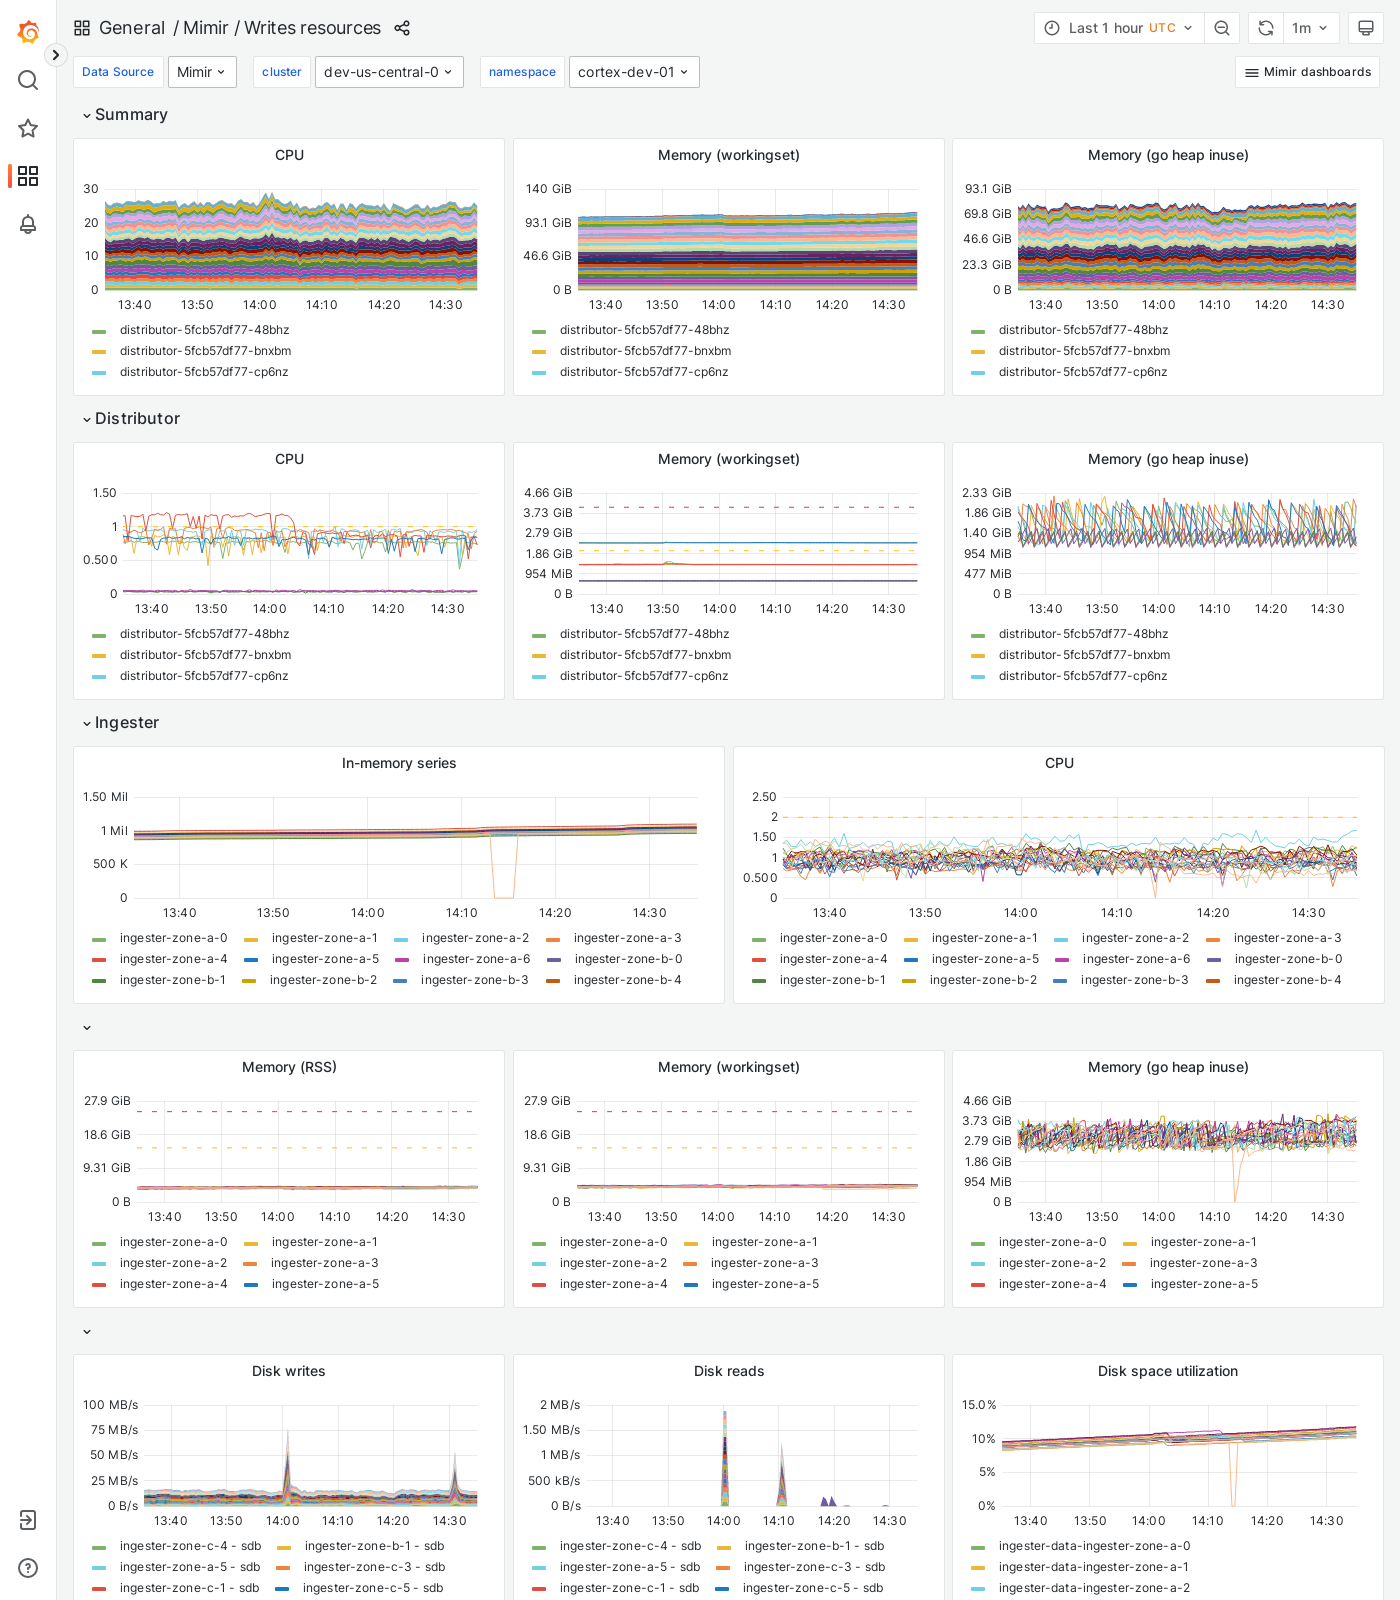 General / Mimir / Writes resources
Last 1 hour UTC
1m
Data Source Mimir cluster dev-us-central-0 namespace cortex-dev-01
Mimir dashboards
Summary
CPU
30
20
10
0
13:40 13:50 14:00 14:10 14:20 14:30
distributor-5fcb57df77-48bhz
distributor-5fcb57df77-bnxbm
distributor-5fcb57df77-cp6nz
Memory (workingset)
140 GiB
93.1 GiB
46.6 GiB
0 B
13:40 13:50 14:00 14:10 14:20 14:30
distributor-5fcb57df77-48bhz
distributor-5fcb57df77-bnxbm
distributor-5fcb57df77-cp6nz
Memory (go heap inuse)
93.1 GiB
69.8 GiB
46.6 GiB
23.3 GiB
0 B
13:40 13:50 14:00 14:10 14:20 14:30
distributor-5fcb57df77-48bhz
distributor-5fcb57df77-bnxbm
distributor-5fcb57df77-cp6nz
Distributor
CPU
1.50
1
0.500
0
13:40 13:50 14:00 14:10 14:20 14:30
distributor-5fcb57df77-48bhz
distributor-5fcb57df77-bnxbm
distributor-5fcb57df77-cp6nz
Memory (workingset)
4.66 GiB
3.73 GiB
2.79 GiB
1.86 GiB
954 MiB
0 B
13:40 13:50 14:00 14:10 14:20 14:30
distributor-5fcb57df77-48bhz
distributor-5fcb57df77-bnxbm
distributor-5fcb57df77-cp6nz
Memory (go heap inuse)
2.33 GiB
1.86 GiB
1.40 GiB
954 MiB
477 MiB
0 B
13:40 13:50 14:00 14:10 14:20 14:30
distributor-5fcb57df77-48bhz
distributor-5fcb57df77-bnxbm
distributor-5fcb57df77-cp6nz
Ingester
In-memory series
1.50 Mil
1 Mil
500 K
0
13:40 13:50 14:00 14:10 14:20 14:30
ingester-zone-a-0 ingester-zone-a-1 ingester-zone-a-2 ingester-zone-a-3
ingester-zone-a-4 ingester-zone-a-5 ingester-zone-a-6 ingester-zone-b-0
ingester-zone-b-1 ingester-zone-b-2 ingester-zone-b-3 ingester-zone-b-4
CPU
2.50
2
1.50
1
0.500
0
13:40 13:50 14:00 14:10 14:20 14:30
ingester-zone-a-0 ingester-zone-a-1 ingester-zone-a-2 ingester-zone-a-3
ingester-zone-a-4 ingester-zone-a-5 ingester-zone-a-6 ingester-zone-b-0
ingester-zone-b-1 ingester-zone-b-2 ingester-zone-b-3 ingester-zone-b-4
Memory (RSS)
27.9 GiB
18.6 GiB
9.31 GiB
0 B
13:40 13:50 14:00 14:10 14:20 14:30
ingester-zone-a-0 ingester-zone-a-1
ingester-zone-a-2 ingester-zone-a-3
ingester-zone-a-4 ingester-zone-a-5
Memory (workingset)
27.9 GiB
18.6 GiB
9.31 GiB
0 B
13:40 13:50 14:00 14:10 14:20 14:30
ingester-zone-a-0 ingester-zone-a-1
ingester-zone-a-2 ingester-zone-a-3
ingester-zone-a-4 ingester-zone-a-5
Memory (go heap inuse)
4.66 GiB
3.73 GiB
2.79 GiB
1.86 GiB
954 MiB
0 B
13:40 13:50 14:00 14:10 14:20 14:30
ingester-zone-a-0 ingester-zone-a-1
ingester-zone-a-2 ingester-zone-a-3
ingester-zone-a-4 ingester-zone-a-5
Disk writes
100 MB/s
75 MB/s
50 MB/s
25 MB/s
0 B/s
13:40 13:50 14:00 14:10 14:20 14:30
ingester-zone-c-4 - sdb ingester-zone-b-1 - sdb
ingester-zone-a-5 - sdb ingester-zone-c-3 - sdb
ingester-zone-c-1 - sdb ingester-zone-c-5 - sdb
Disk reads
2 MB/s
1.50 MB/s
1 MB/s
500 kB/s
0 B/s
13:40 13:50 14:00 14:10 14:20 14:30
ingester-zone-c-4 - sdb ingester-zone-b-1 - sdb
ingester-zone-a-5 - sdb ingester-zone-c-3 - sdb
ingester-zone-c-1 - sdb ingester-zone-c-5 - sdb
Disk space utilization
15.0%
10%
5%
0%
13:40 13:50 14:00 14:10 14:20 14:30
ingester-data-ingester-zone-a-0
ingester-data-ingester-zone-a-1
ingester-data-ingester-zone-a-2